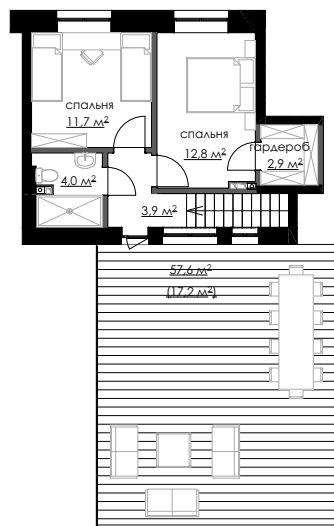 спальня
11,7 м²
спальня
12,8 м²
гардероб
2,9 м²
4,0 м²
3,9 м²
57,6 м²
(17,2 м²)